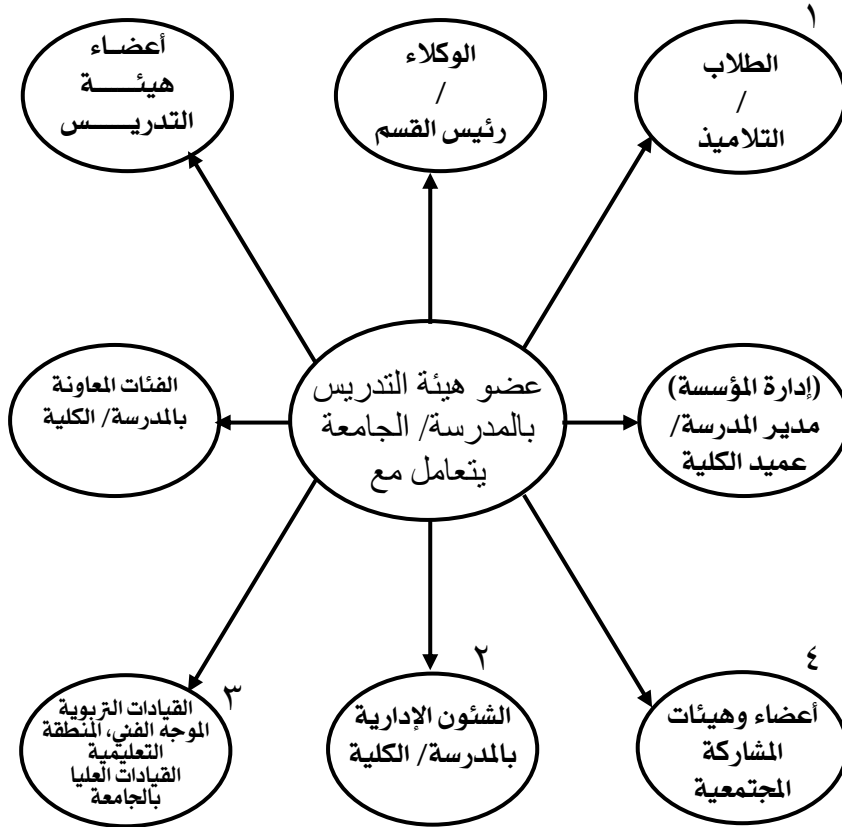 ١
الطلاب
/
التلاميذ
الوكلاء
/
رئيس القسم
أعضاء
هيئة
التدريس
(إدارة المؤسسة)
مدير المدرسة/
عميد الكلية
عضو هيئة التدريس
بالمدرسة/ الجامعة
يتعامل مع
الفئات المعاونة
بالمدرسة/ الكلية
٤
أعضاء وهيئات
المشاركة
المجتمعية
٢
الشئون الإدارية
بالمدرسة/ الكلية
٣
القيادات التربوية
الموجه الفني، المنطقة
التعليمية
القيادات العليا
بالجامعة